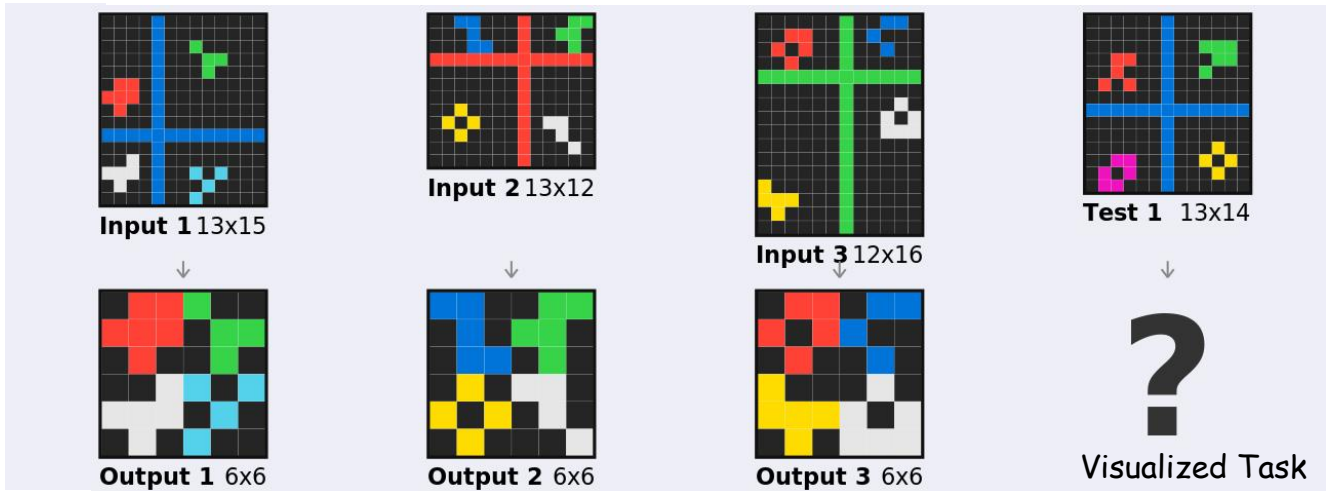 Input 1 13x15
Input 2 13x12
Input 3 12x16
Test 1 13x14
Output 1 6x6
Output 2 6x6
Output 3 6x6
?
Visualized Task